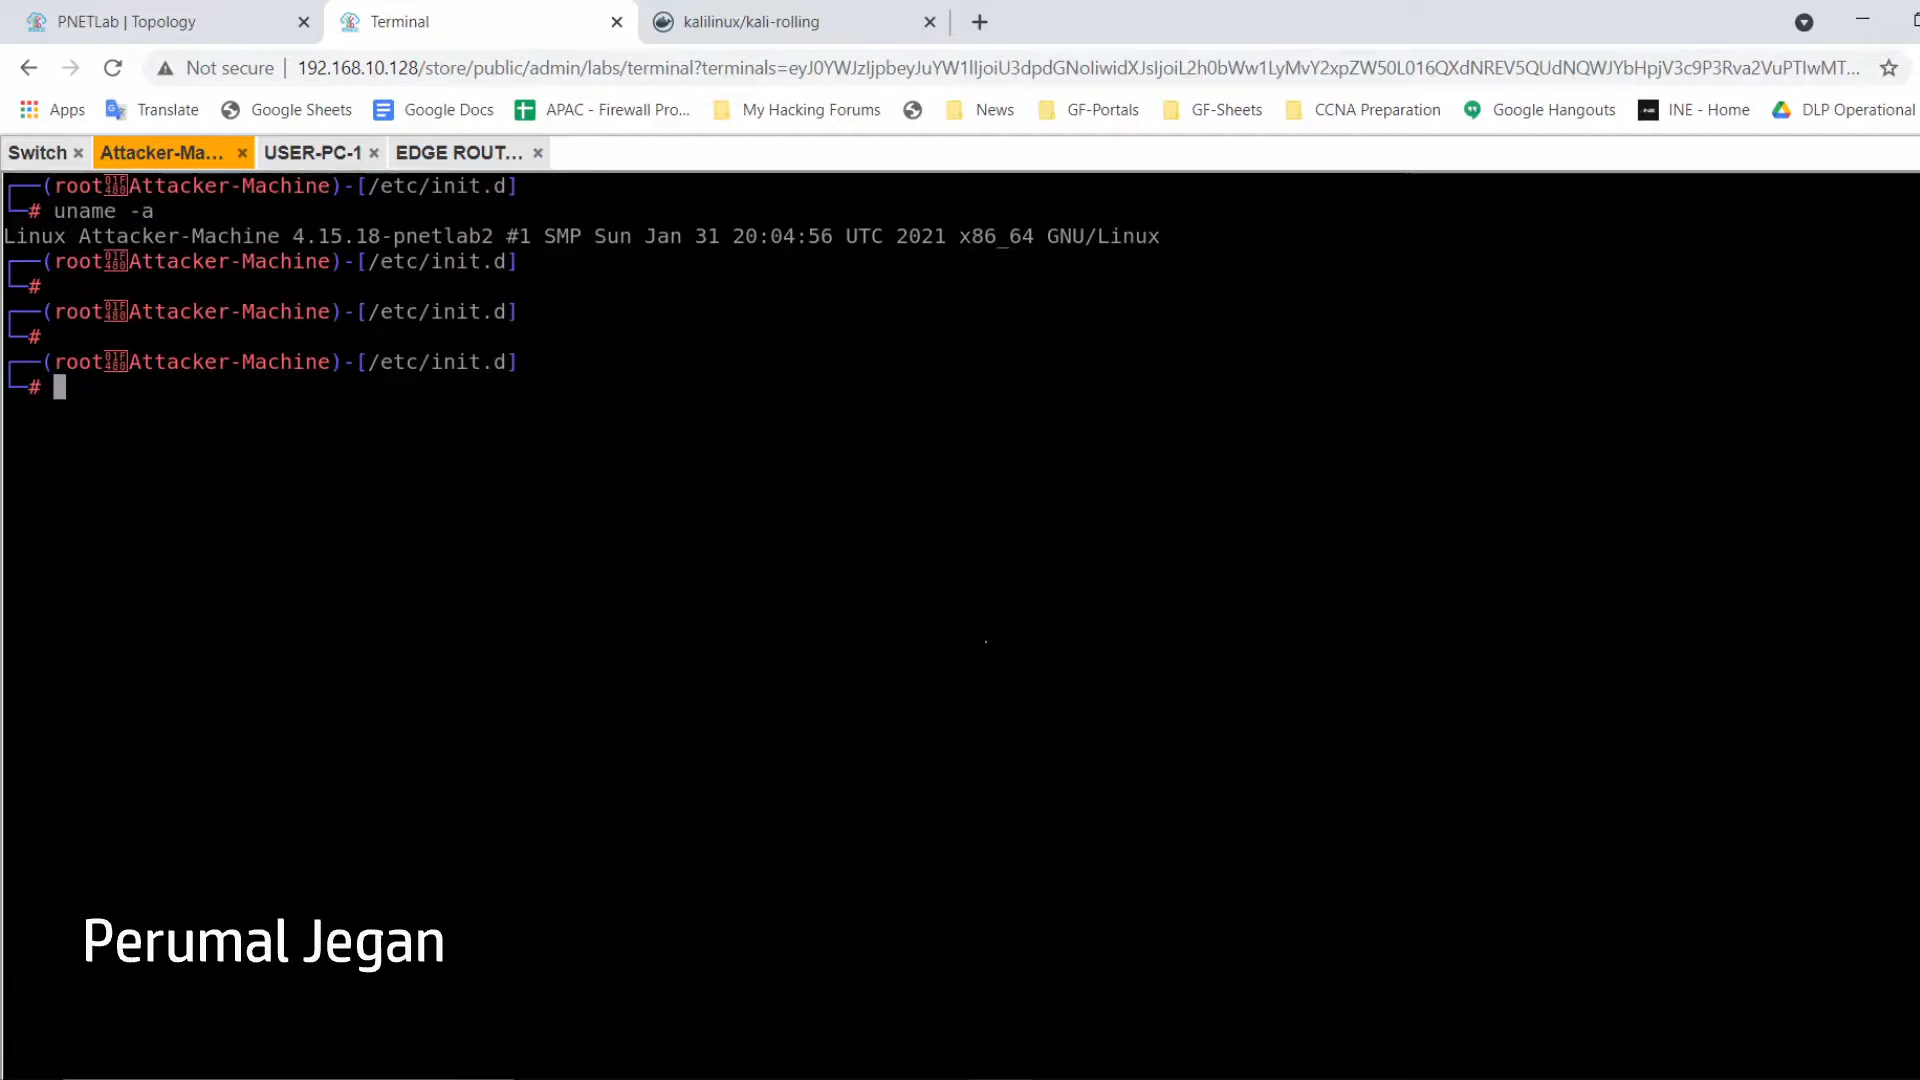 PNETLab | Topology
Terminal
kalilinux/kali-rolling
Not secure | 192.168.10.128/store/public/admin/labs/terminal?terminals=
Apps Translate Google Sheets Google Docs APAC - Firewall Pro... My Hacking Forums News GF-Portals GF-Sheets CCNA Preparation Google Hangouts INE - Home DLP Operational
Switch × Attacker-Ma... × USER-PC-1 × EDGE ROUT... ×
┌──(root💀Attacker-Machine)-[/etc/init.d]
└─# uname -a
Linux Attacker-Machine 4.15.18-pnetlab2 #1 SMP Sun Jan 31 20:04:56 UTC 2021 x86_64 GNU/Linux
┌──(root💀Attacker-Machine)-[/etc/init.d]
└─#
┌──(root💀Attacker-Machine)-[/etc/init.d]
└─#
┌──(root💀Attacker-Machine)-[/etc/init.d]
└─#
Perumal Jegan